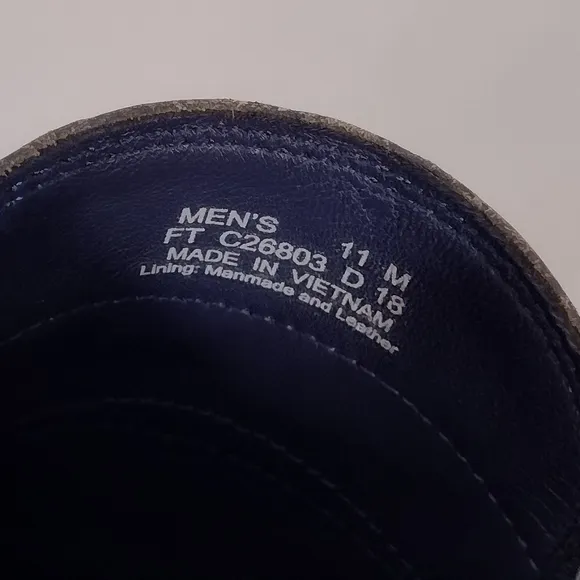 MEN'S 11 M
FT C26803 D 18
MADE IN VIETNAM
Lining: Manmade and Leather